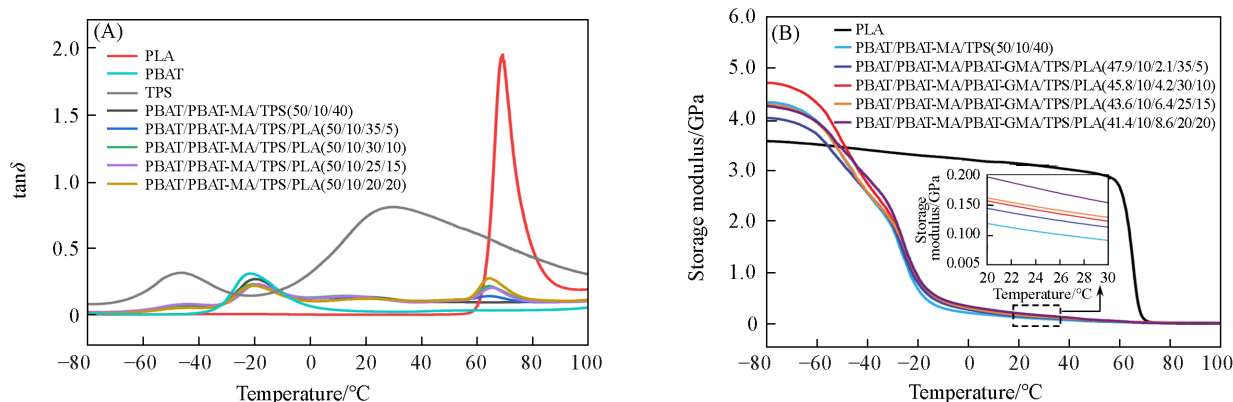 (A)
2.0
1.5
1.0
0.5
0
tanδ
PLA
PBAT
TPS
PBAT/PBAT-MA/TPS(50/10/40)
PBAT/PBAT-MA/TPS/PLA(50/10/35/5)
PBAT/PBAT-MA/TPS/PLA(50/10/30/10)
PBAT/PBAT-MA/TPS/PLA(50/10/25/15)
PBAT/PBAT-MA/TPS/PLA(50/10/20/20)
−80 −60 −40 −20 0 20 40 60 80 100
Temperature/°C
(B)
6.0
5.0
4.0
3.0
2.0
1.0
0
Storage modulus/GPa
PLA
PBAT/PBAT-MA/TPS(50/10/40)
PBAT/PBAT-MA/PBAT-GMA/TPS/PLA(47.9/10/2.1/35/5)
PBAT/PBAT-MA/PBAT-GMA/TPS/PLA(45.8/10/4.2/30/10)
PBAT/PBAT-MA/PBAT-GMA/TPS/PLA(43.6/10/6.4/25/15)
PBAT/PBAT-MA/PBAT-GMA/TPS/PLA(41.4/10/8.6/20/20)
0.200
0.150
0.100
0.005
Storage
modulus/GPa
20 22 24 26 28 30
Temperature/°C
−80 −60 −40 −20 0 20 40 60 80 100
Temperature/°C